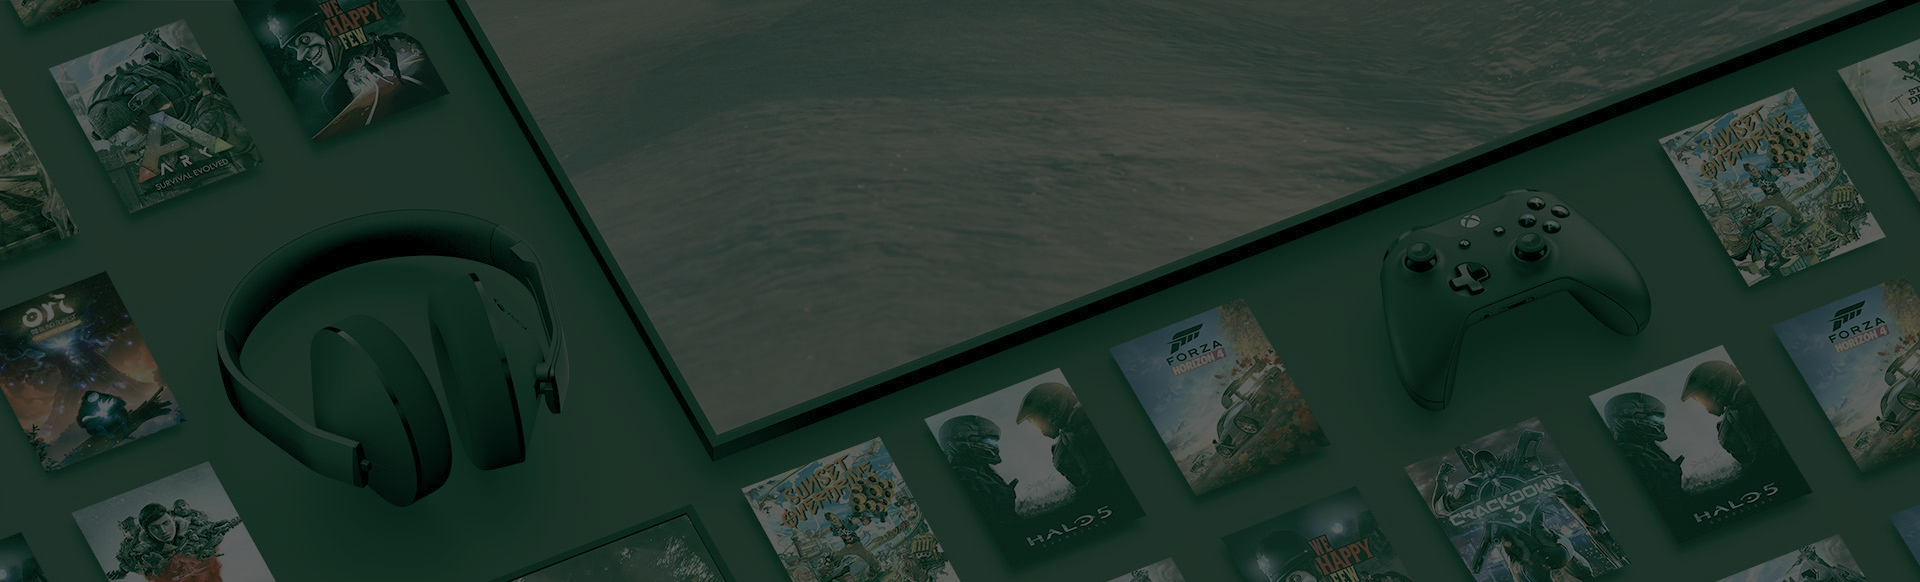 WE
HAPPY
FEW
ARK
SURVIVAL EVOLVED
SUNSET
OVERDRIVE
ori
FORZA
HORIZON 4
FORZA
HORIZON 4
SUNSET
OVERDRIVE
HALO 5
CRACKDOWN
3
HALO 5
WE
HAPPY
FEW